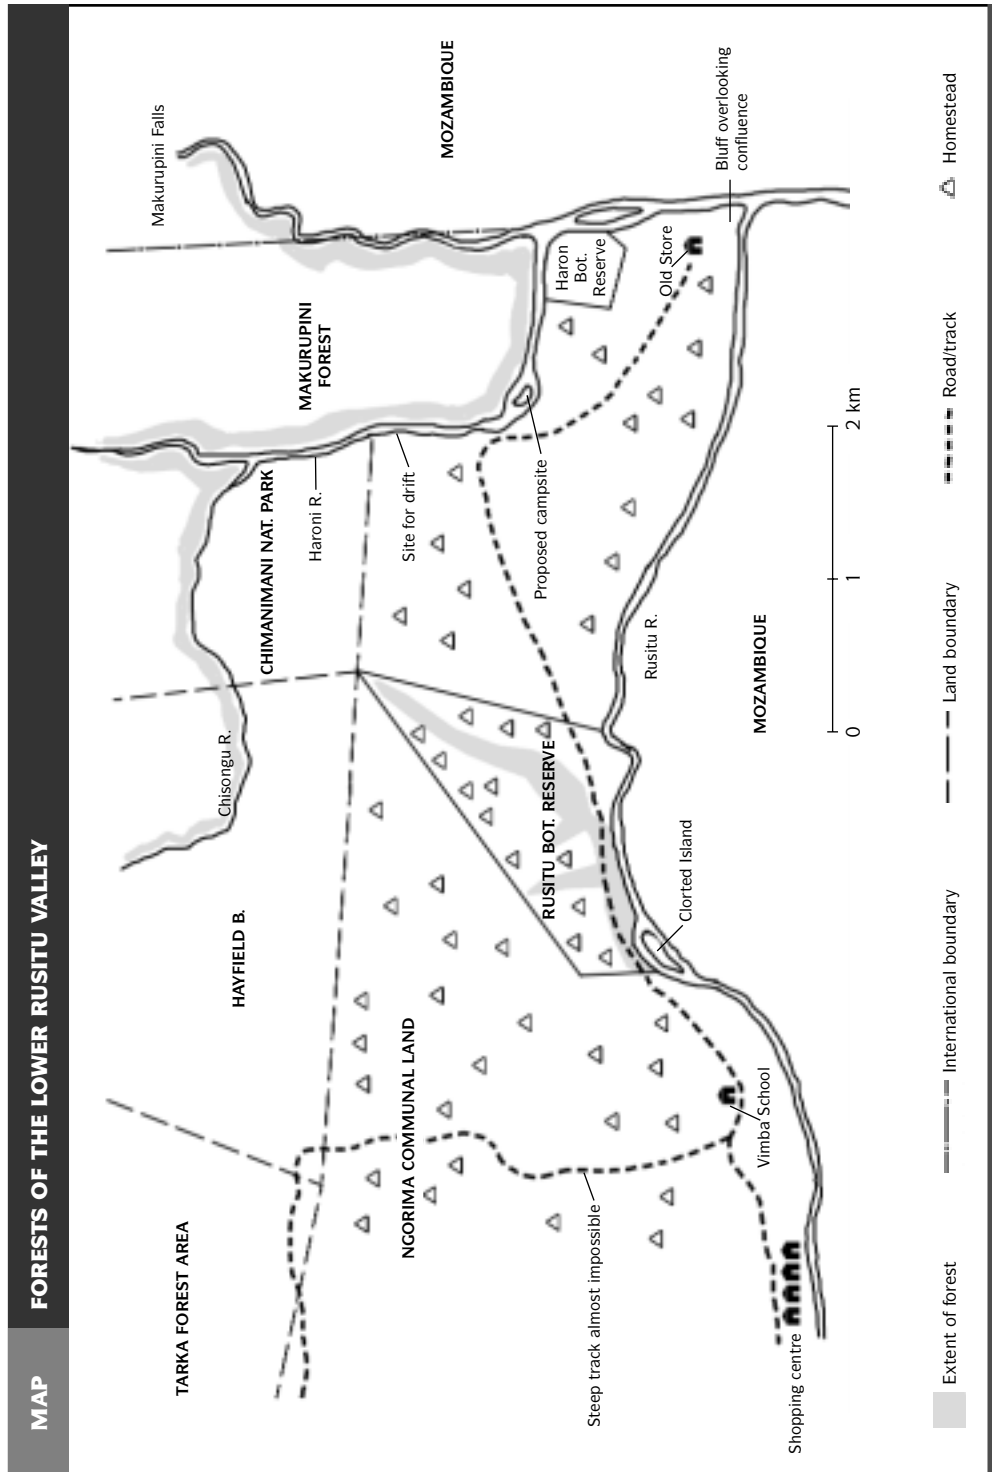 MAP
FORESTS OF THE LOWER RUSITU VALLEY
Makurupini Falls
MOZAMBIQUE
TARKA FOREST AREA
HAYFIELD B.
Chisongu R.
CHIMANIMANI NAT. PARK
MAKURUPINI
FOREST
Haroni R.
NGORIMA COMMUNAL LAND
Site for drift
Haron
Bot.
Reserve
RUSITU BOT. RESERVE
Proposed campsite
Steep track almost impossible
Rusitu R.
Old Store
Clorted Island
Bluff overlooking
confluence
Vimba School
MOZAMBIQUE
Shopping centre
0
1
2 km
Extent of forest
International boundary
Land boundary
Road/track
Homestead